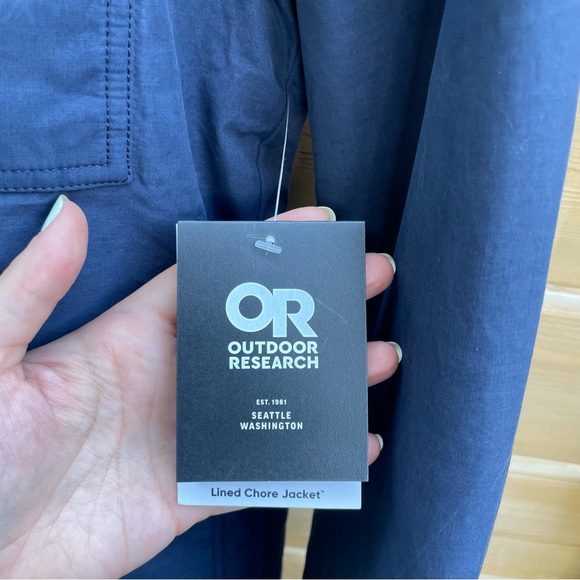 OR
OUTDOOR
RESEARCH
EST. 1981
SEATTLE
WASHINGTON
Lined Chore Jacket™